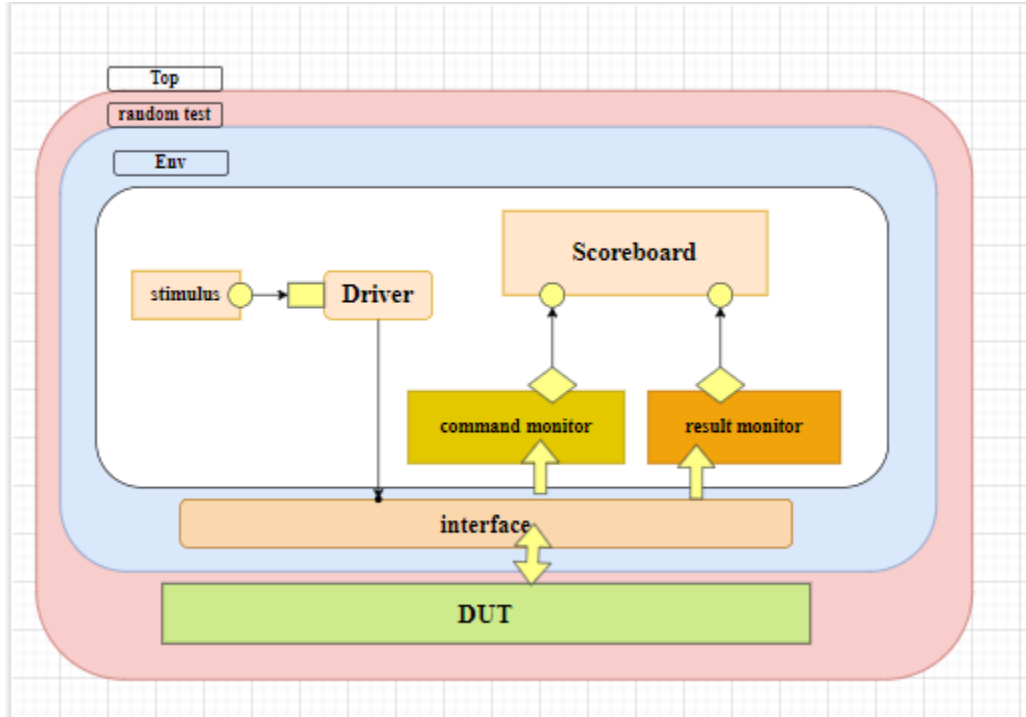 Top
random test
Env
Scoreboard
stimulus
Driver
command monitor
result monitor
interface
DUT